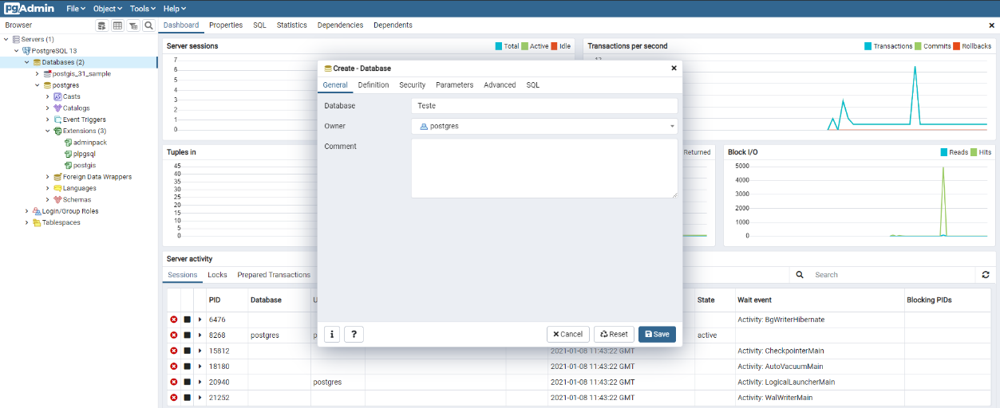 pgAdmin File Object Tools Help
Browser Dashboard Properties SQL Statistics Dependencies Dependents
Servers (1)
PostgreSQL 13
Databases (2)
postgis_31_sample
postgres
Casts
Catalogs
Event Triggers
Extensions (3)
adminpack
plpgsql
postgis
Foreign Data Wrappers
Languages
Schemas
Login/Group Roles
Tablespaces
Server sessions Total Active Idle
7
6
5
4
3
2
1
0
Transactions per second Transactions Commits Rollbacks
Create - Database
General Definition Security Parameters Advanced SQL
Database Teste
Owner postgres
Comment
Cancel Reset Save
Tuples in
45
40
35
30
25
20
15
10
5
0
Returned
Block I/O Reads Hits
5000
4000
3000
2000
1000
0
Server activity
Sessions Locks Prepared Transactions Search
PID Database U State Wait event Blocking PIDs
6476 Activity: BgWriterHibernate
8268 postgres active
15812 2021-01-08 11:43:22 GMT Activity: CheckpointerMain
18180 2021-01-08 11:43:22 GMT Activity: AutoVacuumMain
20940 postgres 2021-01-08 11:43:22 GMT Activity: LogicalLauncherMain
21252 2021-01-08 11:43:22 GMT Activity: WalWriterMain